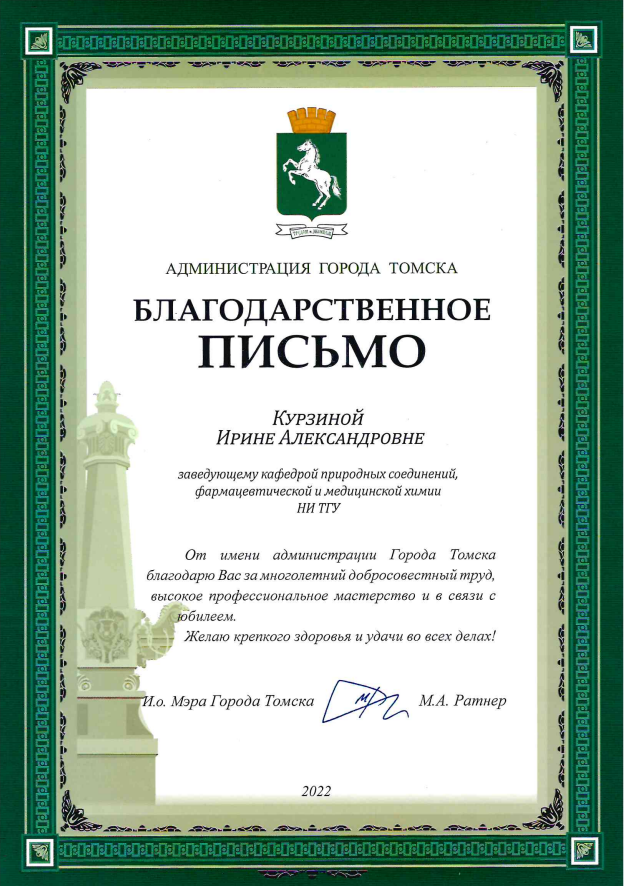 АДМИНИСТРАЦИЯ ГОРОДА ТОМСКА
БЛАГОДАРСТВЕННОЕ
ПИСЬМО
Курзиной
Ирине Александровне
заведующему кафедрой природных соединений,
фармацевтической и медицинской химии
НИ ТГУ
От имени администрации Города Томска
благодарю Вас за многолетний добросовестный труд,
высокое профессиональное мастерство и в связи с
юбилеем.
Желаю крепкого здоровья и удачи во всех делах!
И.о. Мэра Города Томска М.А. Ратнер
2022